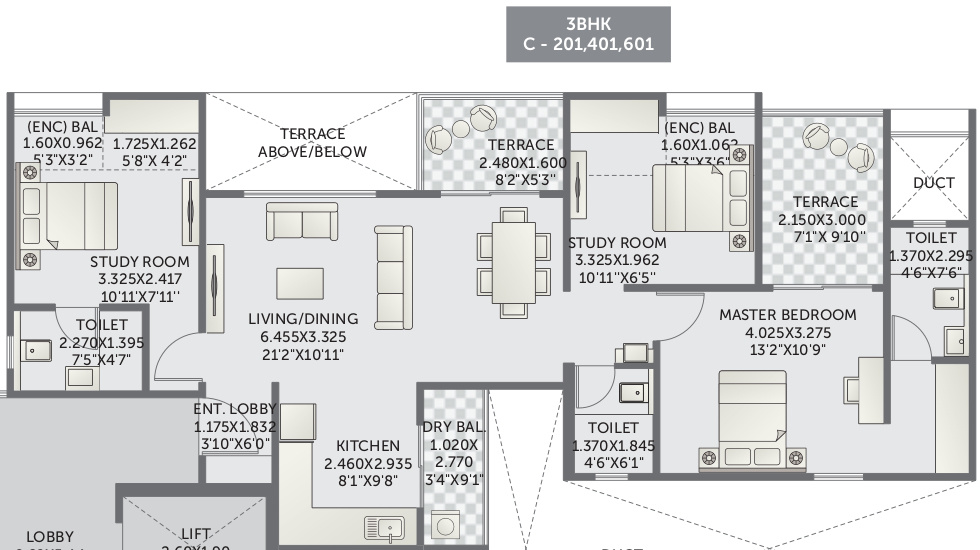 3BHK
C - 201,401,601
(ENC) BAL
1.60X0.962
5'3"X3'2"
1.725X1.262
5'8"X 4'2"
TERRACE
ABOVE/BELOW
TERRACE
2.480X1.600
8'2"X5'3''
(ENC) BAL
1.60X1.062
5'3"X3'6"
TERRACE
2.150X3.000
7'1"X 9'10''
DUCT
TOILET
1.370X2.295
4'6"X7'6"
STUDY ROOM
3.325X2.417
10'11'X7'11''
STUDY ROOM
3.325X1.962
10'11''X6'5''
TOILET
2.270X1.395
7'5"X4'7"
LIVING/DINING
6.455X3.325
21'2"X10'11"
MASTER BEDROOM
4.025X3.275
13'2"X10'9"
ENT. LOBBY
1.175X1.832
3'10"X6'0"
KITCHEN
2.460X2.935
8'1"X9'8"
DRY BAL.
1.020X
2.770
3'4"X9'1"
TOILET
1.370X1.845
4'6"X6'1"
LOBBY
LIFT
2.60X1.90
DUCT